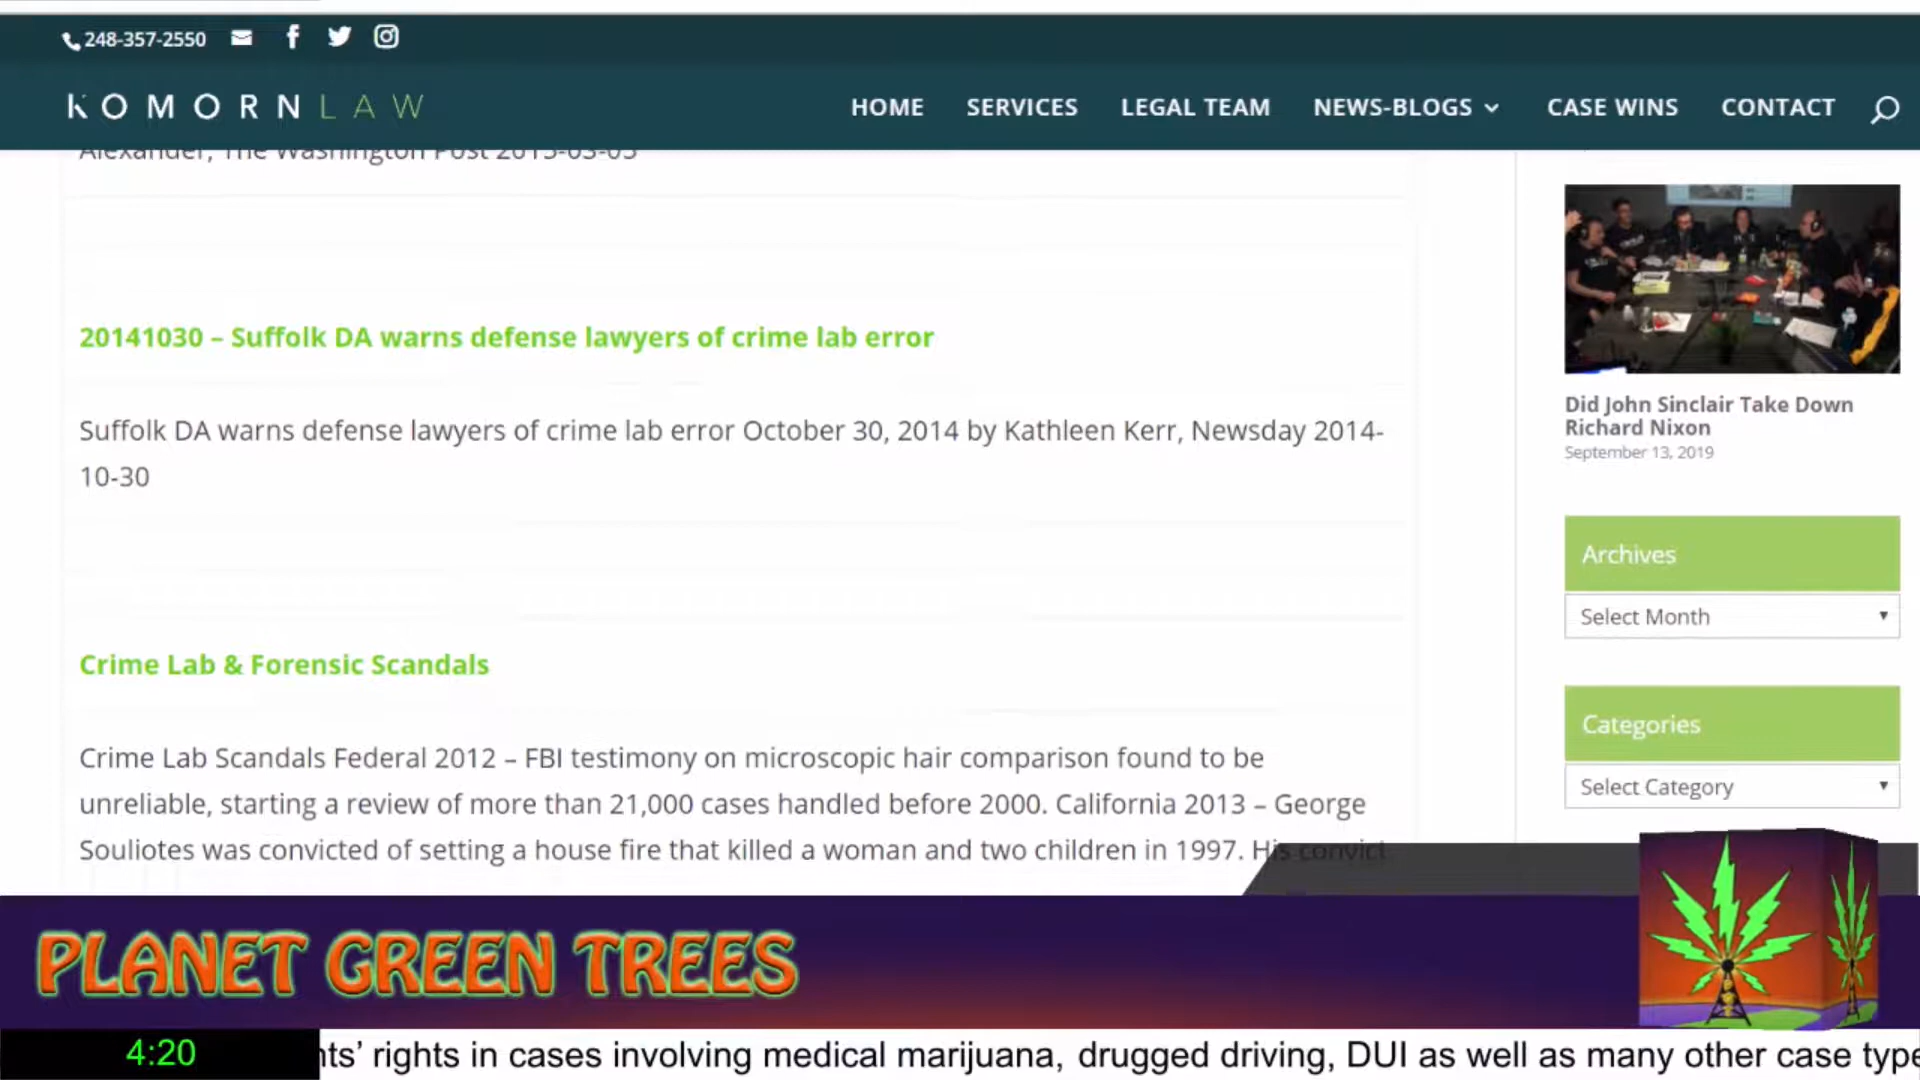 248-357-2550
KOMORNLAW
HOME SERVICES LEGAL TEAM NEWS-BLOGS CASE WINS CONTACT
Alexander, The Washington Post 2015-03-05
20141030 – Suffolk DA warns defense lawyers of crime lab error
Suffolk DA warns defense lawyers of crime lab error October 30, 2014 by Kathleen Kerr, Newsday 2014-
10-30
Crime Lab & Forensic Scandals
Crime Lab Scandals Federal 2012 – FBI testimony on microscopic hair comparison found to be
unreliable, starting a review of more than 21,000 cases handled before 2000. California 2013 – George
Souliotes was convicted of setting a house fire that killed a woman and two children in 1997. His convict
Did John Sinclair Take Down
Richard Nixon
September 13, 2019
Archives
Select Month
Categories
Select Category
PLANET GREEN TREES
4:20
nts’ rights in cases involving medical marijuana, drugged driving, DUI as well as many other case type